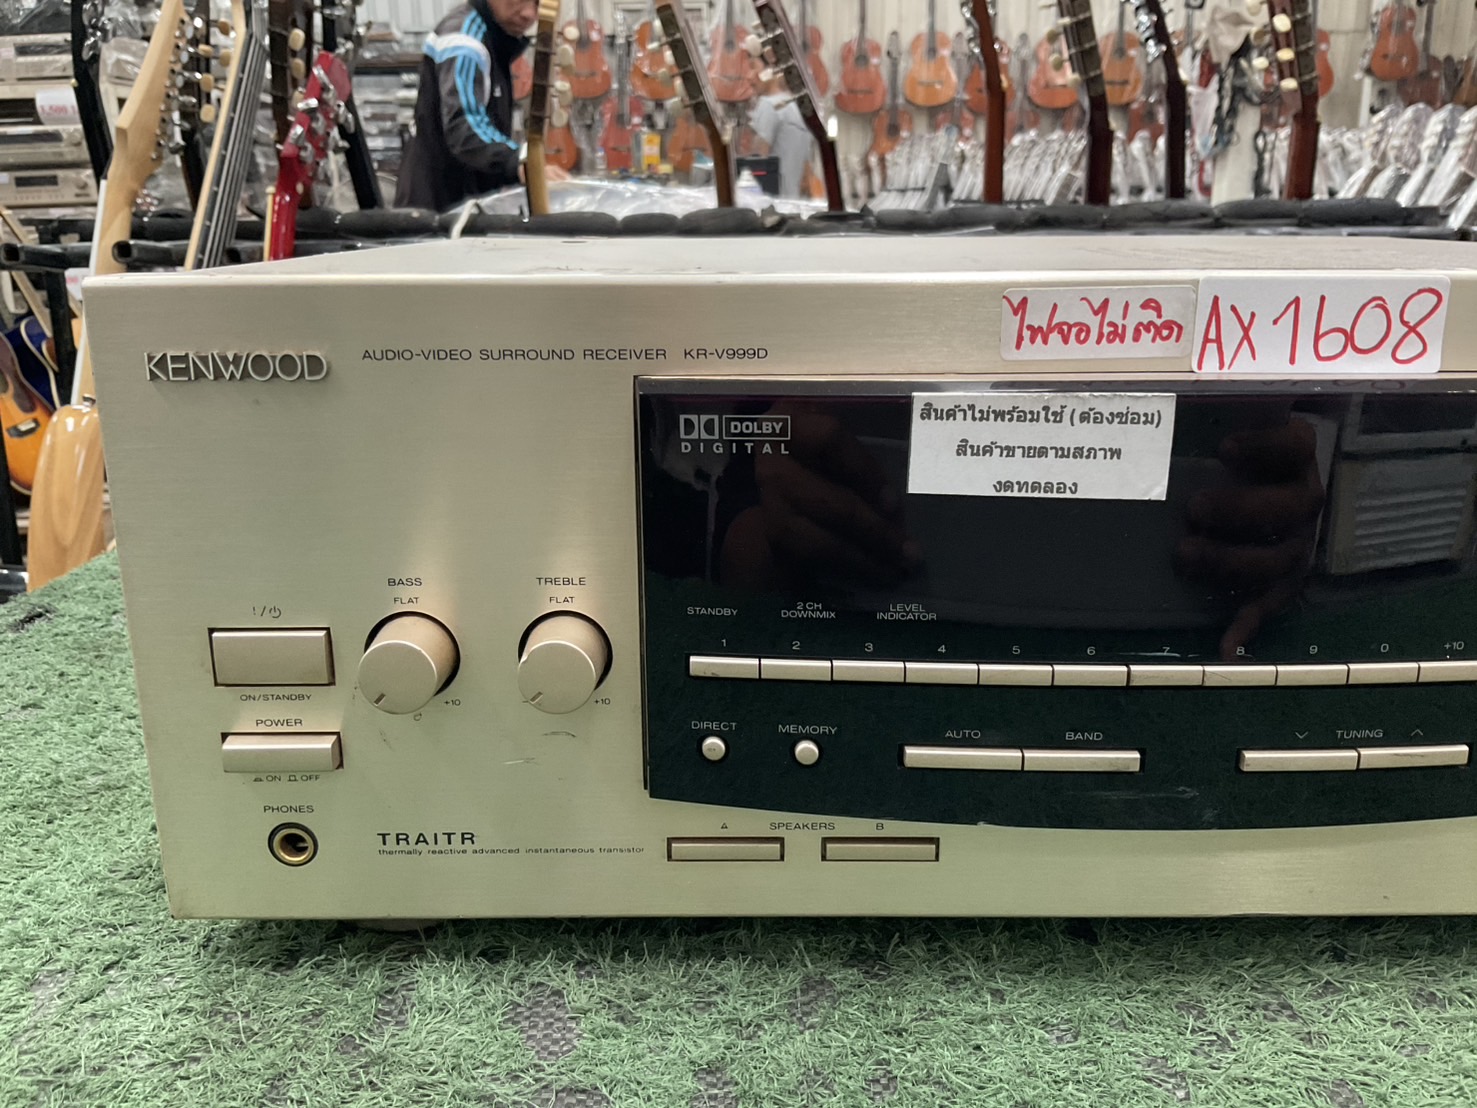 KENWOOD
AUDIO-VIDEO SURROUND RECEIVER KR-V999D
ไฟจอไม่ติด
AX1608
DOLBY
DIGITAL
สินค้าไม่พร้อมใช้ (ต้องซ่อม)
สินค้าขายตามสภาพ
งดทดลอง
BASS
FLAT
+10
TREBLE
FLAT
+10
ON/STANDBY
POWER
ON OFF
PHONES
TRAITR
thermally reactive advanced instantaneous transistor
STANDBY
2 CH
DOWNMIX
LEVEL
INDICATOR
1 2 3 4 5 6 7 8 9 0 +10
DIRECT
MEMORY
AUTO
BAND
TUNING
A SPEAKERS B